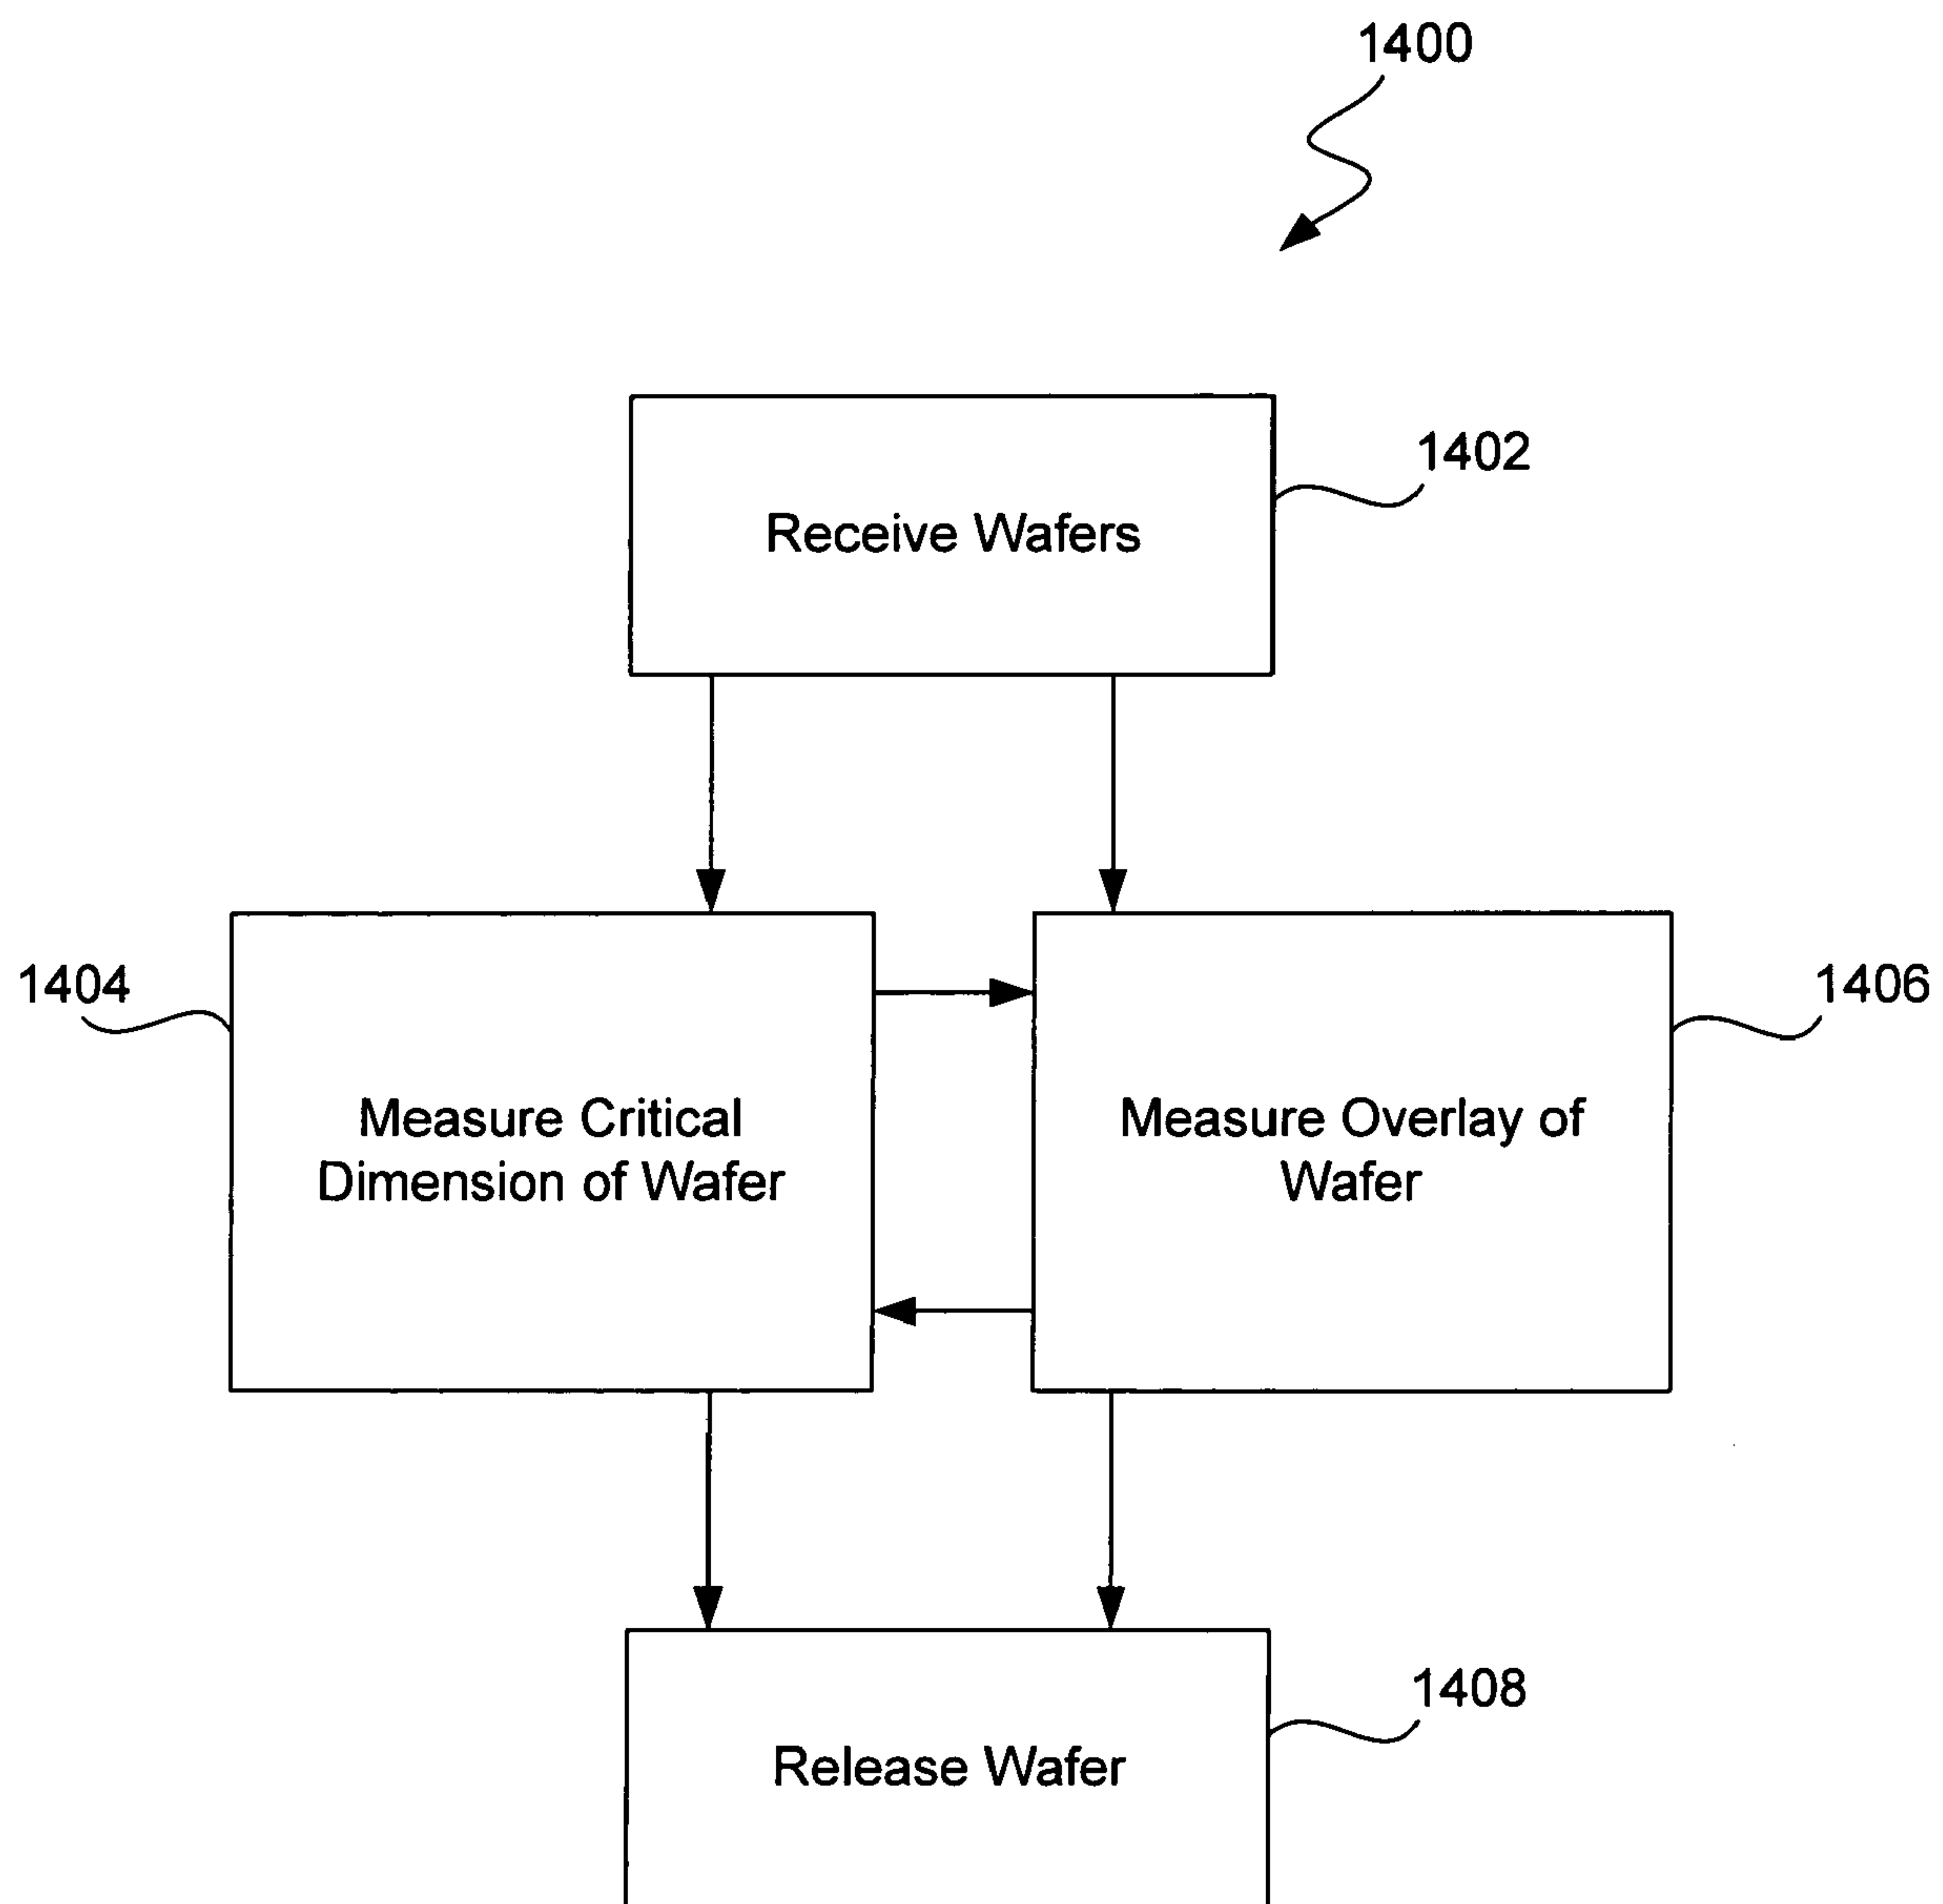 1400
1402
Receive Wafers
1404
1406
Measure Critical
Dimension of Wafer
Measure Overlay of
Wafer
1408
Release Wafer